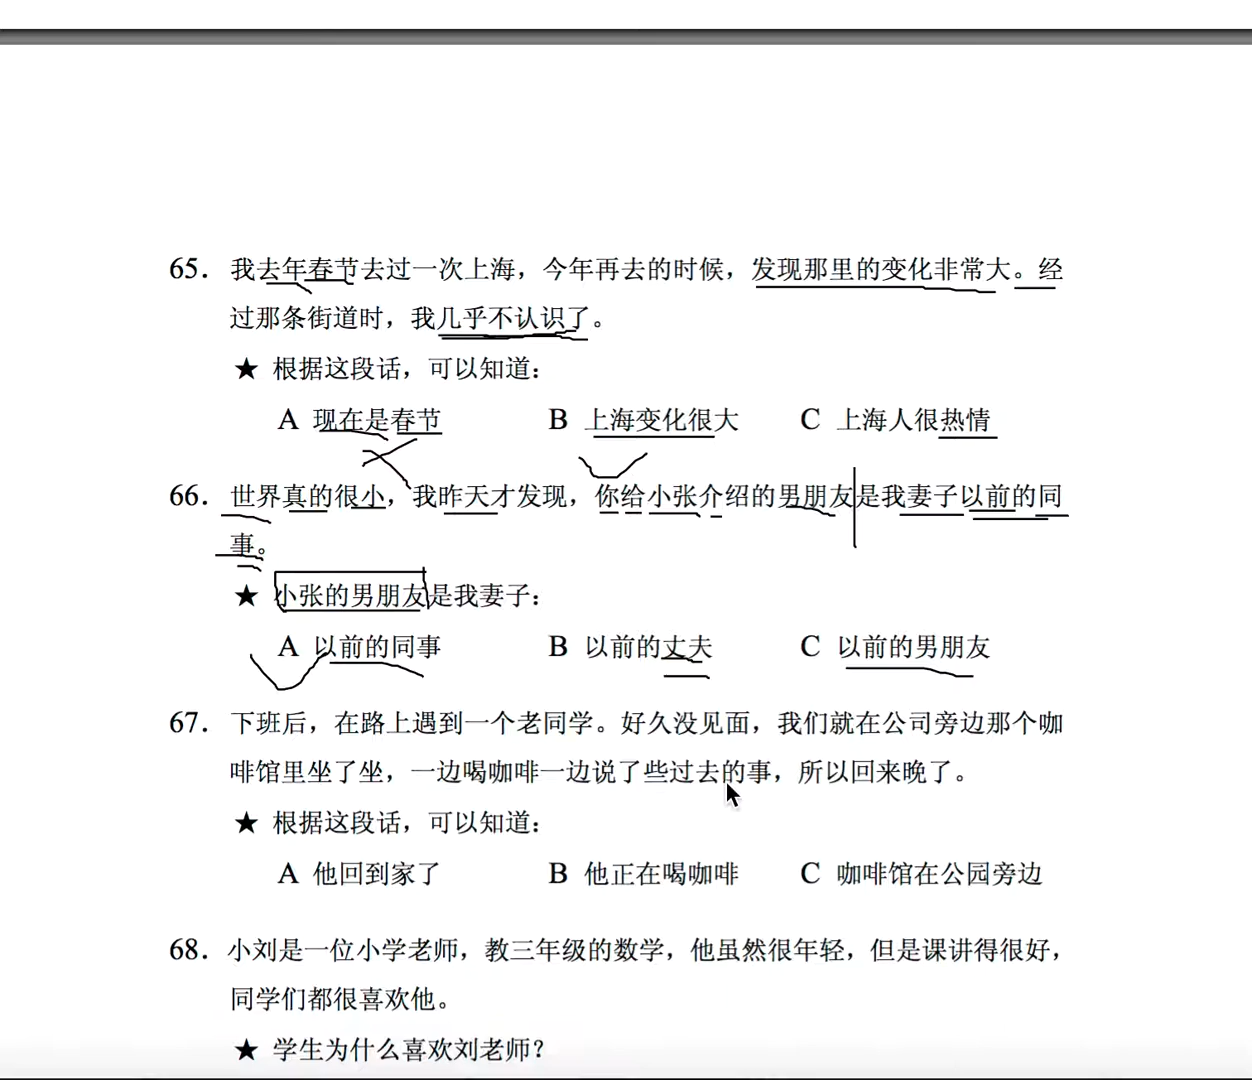 65. 我去年春节去过一次上海，今年再去的时候，发现那里的变化非常大。经
过那条街道时，我几乎不认识了。
★ 根据这段话，可以知道：
A 现在是春节 B 上海变化很大 C 上海人很热情
66. 世界真的很小，我昨天才发现，你给小张介绍的男朋友是我妻子以前的同
事。
★ 小张的男朋友是我妻子：
A 以前的同事 B 以前的丈夫 C 以前的男朋友
67. 下班后，在路上遇到一个老同学。好久没见面，我们就在公司旁边那个咖
啡馆里坐了坐，一边喝咖啡一边说了些过去的事，所以回来晚了。
★ 根据这段话，可以知道：
A 他回到家了 B 他正在喝咖啡 C 咖啡馆在公园旁边
68. 小刘是一位小学老师，教三年级的数学，他虽然很年轻，但是课讲得很好，
同学们都很喜欢他。
★ 学生为什么喜欢刘老师？